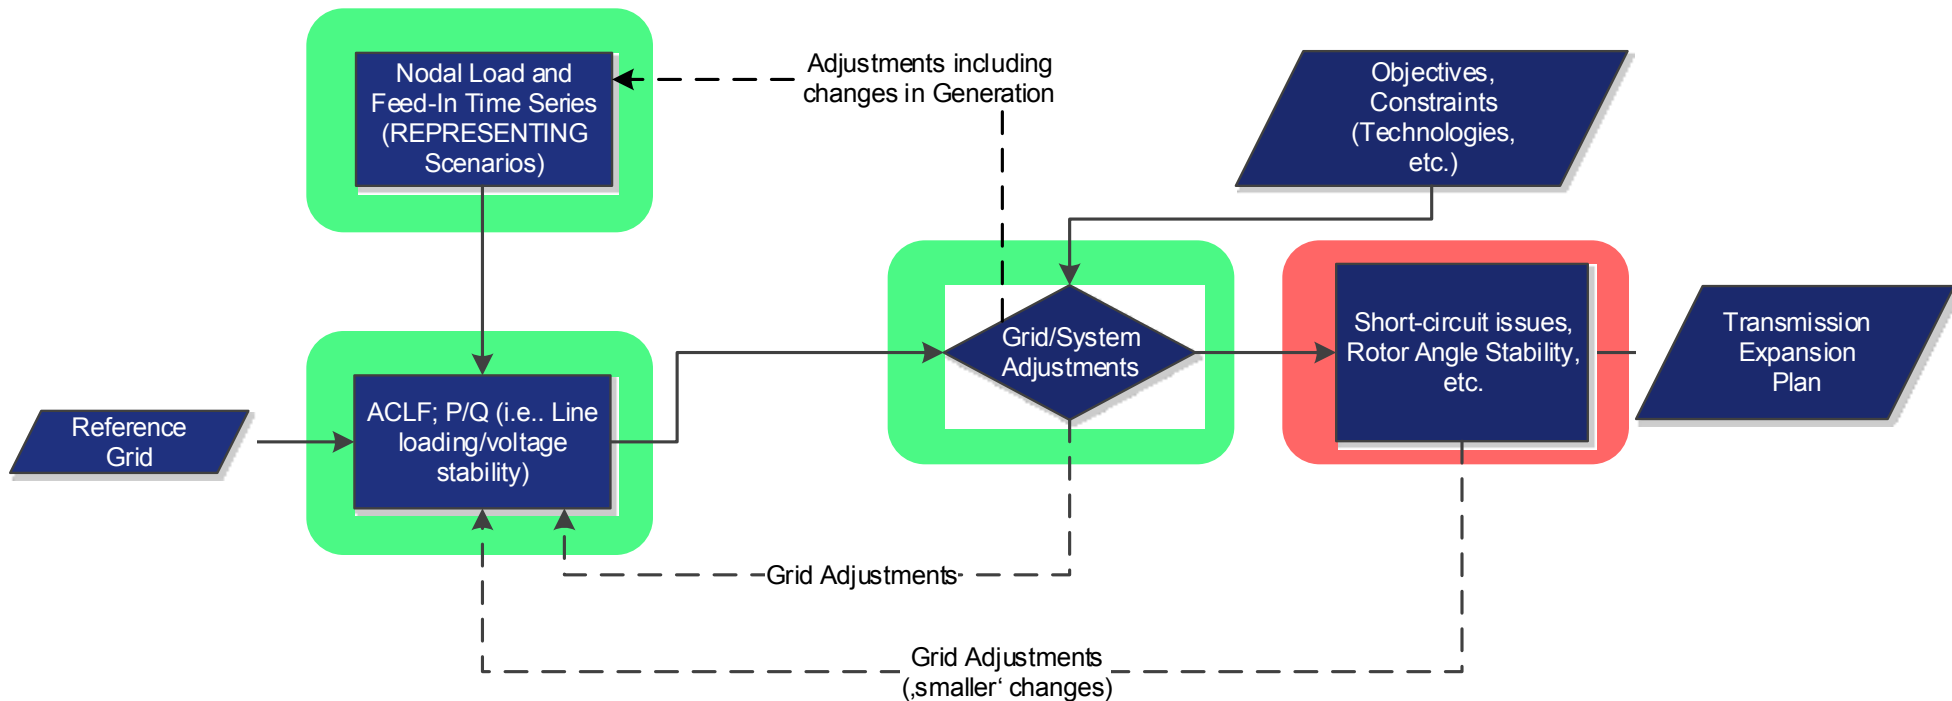 Nodal Load and
Feed-In Time Series
(REPRESENTING
Scenarios)
Adjustments including
changes in Generation
Objectives,
Constraints
(Technologies,
etc.)
Reference
Grid
ACLF; P/Q (i.e.. Line
loading/voltage
stability)
Grid/System
Adjustments
Short-circuit issues,
Rotor Angle Stability,
etc.
Transmission
Expansion
Plan
Grid Adjustments
Grid Adjustments
(‚smaller‘ changes)